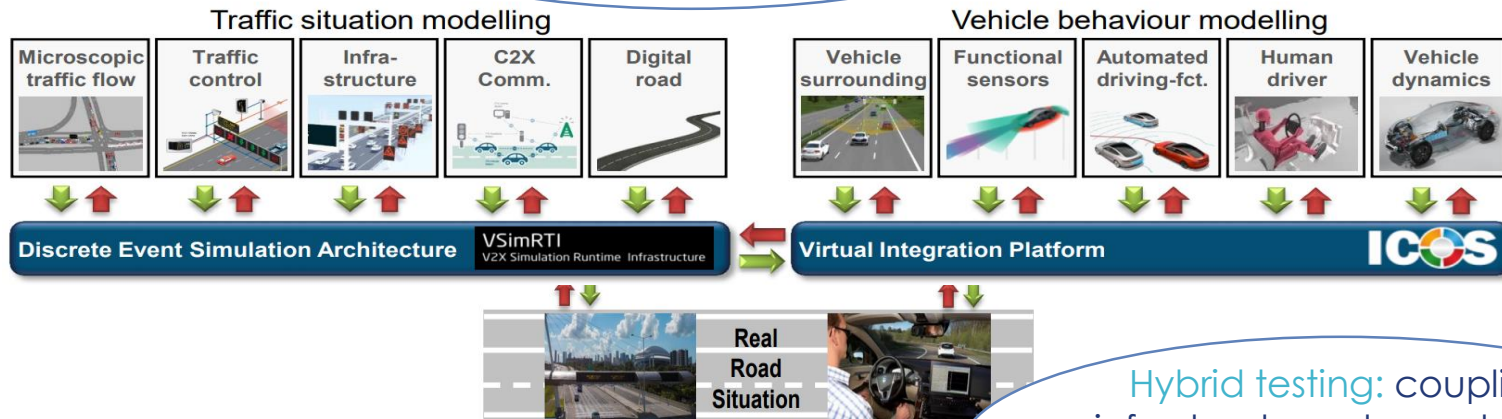 Traffic situation modelling
Vehicle behaviour modelling
Microscopic
traffic flow
Traffic
control
Infra-
structure
C2X
Comm.
Digital
road
Vehicle
surrounding
Functional
sensors
Automated
driving-fct.
Human
driver
Vehicle
dynamics
Discrete Event Simulation Architecture
VSimRTI
V2X Simulation Runtime Infrastructure
Virtual Integration Platform
ICOS
Real
Road
Situation
Hybrid testing: